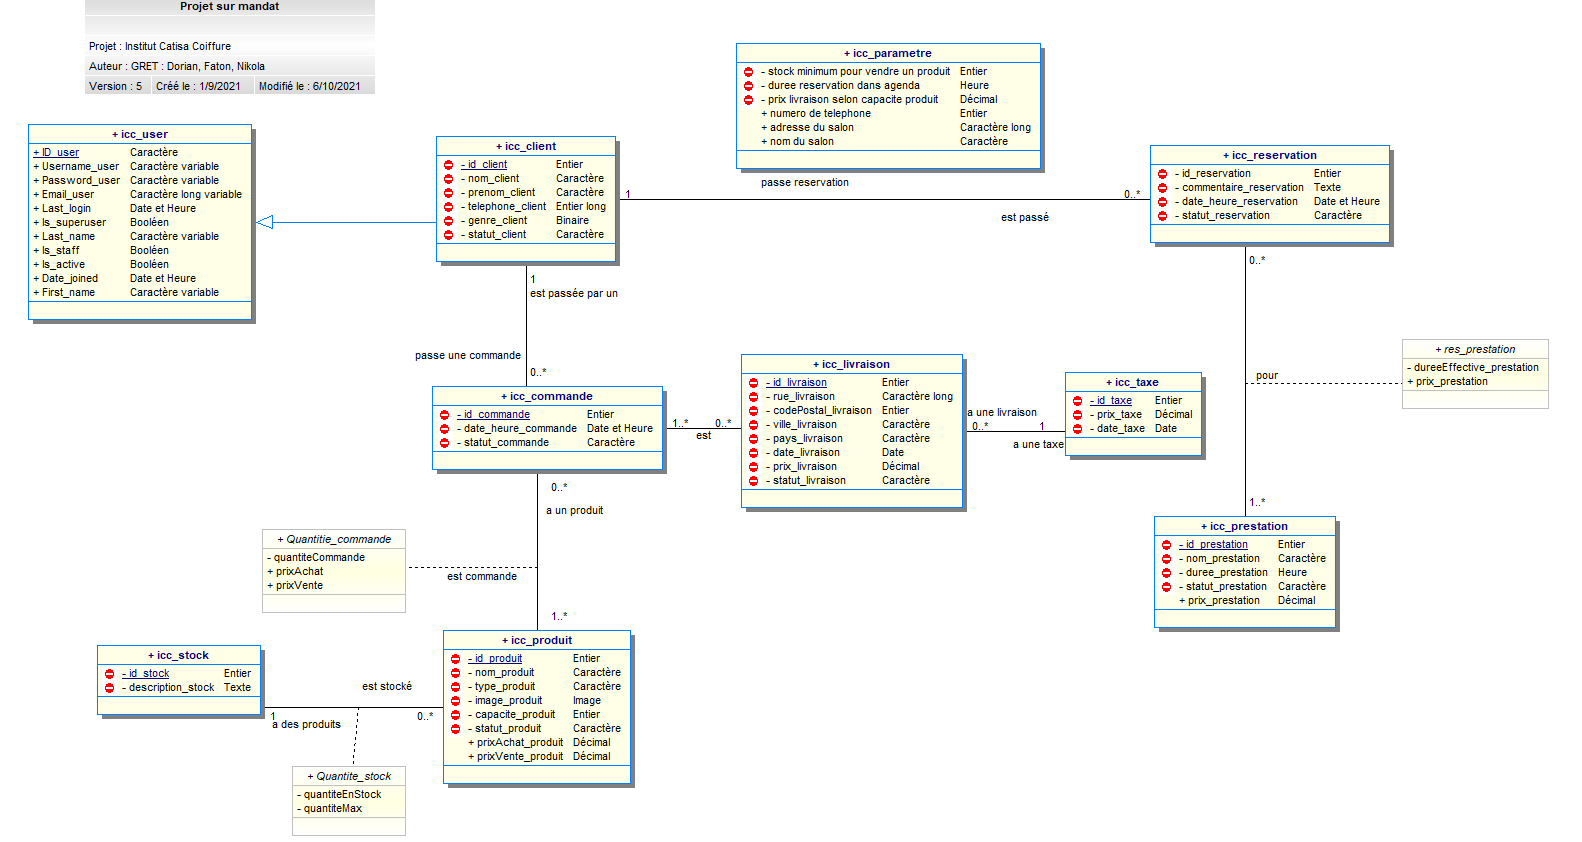 Projet sur mandat
Projet : Institut Catisa Coiffure
Auteur : GRET : Dorian, Faton, Nikola
Version : 5 Créé le : 1/9/2021 Modifié le : 6/10/2021
+ icc_parametre
- stock minimum pour vendre un produit Entier
- duree reservation dans agenda Heure
- prix livraison selon capacite produit Décimal
+ numero de telephone Entier
+ adresse du salon Caractère long
+ nom du salon Caractère
+ icc_user
+ ID_user Caractère
+ Username_user Caractère variable
+ Password_user Caractère variable
+ Email_user Caractère long variable
+ Last_login Date et Heure
+ Is_superuser Booléen
+ Last_name Caractère variable
+ Is_staff Booléen
+ Is_active Booléen
+ Date_joined Date et Heure
+ First_name Caractère variable
+ icc_client
- id_client Entier
- nom_client Caractère
- prenom_client Caractère
- telephone_client Entier long
- genre_client Binaire
- statut_client Caractère
passe reservation
1
0..*
est passé
+ icc_reservation
- id_reservation Entier
- commentaire_reservation Texte
- date_heure_reservation Date et Heure
- statut_reservation Caractère
0..*
1
est passée par un
passe une commande
0..*
pour
+ res_prestation
- dureeEffective_prestation
+ prix_prestation
+ icc_commande
- id_commande Entier
- date_heure_commande Date et Heure
- statut_commande Caractère
1..*
0..*
est
+ icc_livraison
- id_livraison Entier
- rue_livraison Caractère long
- codePostal_livraison Entier
- ville_livraison Caractère
- pays_livraison Caractère
- date_livraison Date
- prix_livraison Décimal
- statut_livraison Caractère
a une livraison
0..*
1
a une taxe
+ icc_taxe
- id_taxe Entier
- prix_taxe Décimal
- date_taxe Date
0..*
a un produit
1..*
+ Quantitie_commande
- quantiteCommande
+ prixAchat
+ prixVente
est commande
+ icc_prestation
- id_prestation Entier
- nom_prestation Caractère
- duree_prestation Heure
- statut_prestation Caractère
+ prix_prestation Décimal
1..*
+ icc_stock
- id_stock Entier
- description_stock Texte
est stocké
1
0..*
a des produits
+ icc_produit
- id_produit Entier
- nom_produit Caractère
- type_produit Caractère
- image_produit Image
- capacite_produit Entier
- statut_produit Caractère
+ prixAchat_produit Décimal
+ prixVente_produit Décimal
+ Quantite_stock
- quantiteEnStock
- quantiteMax